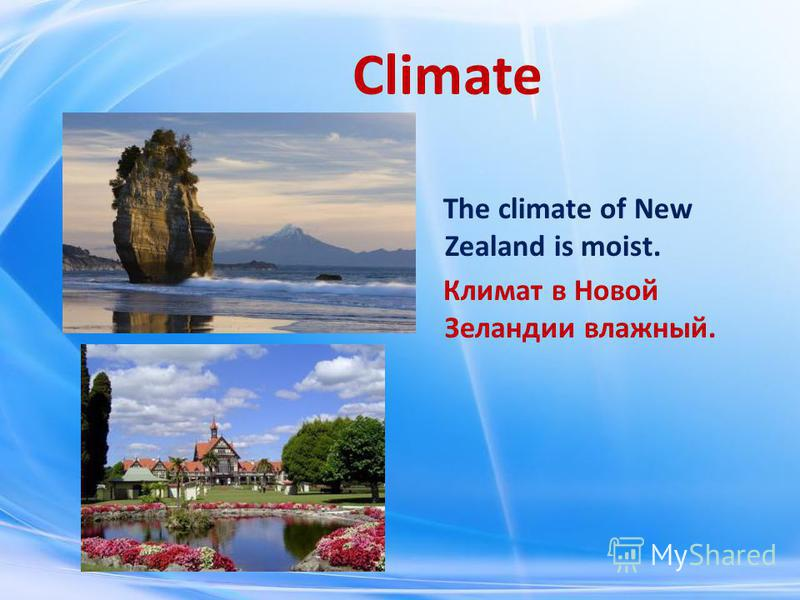 Climate
The climate of New
Zealand is moist.
Климат в Новой
Зеландии влажный.
MyShared